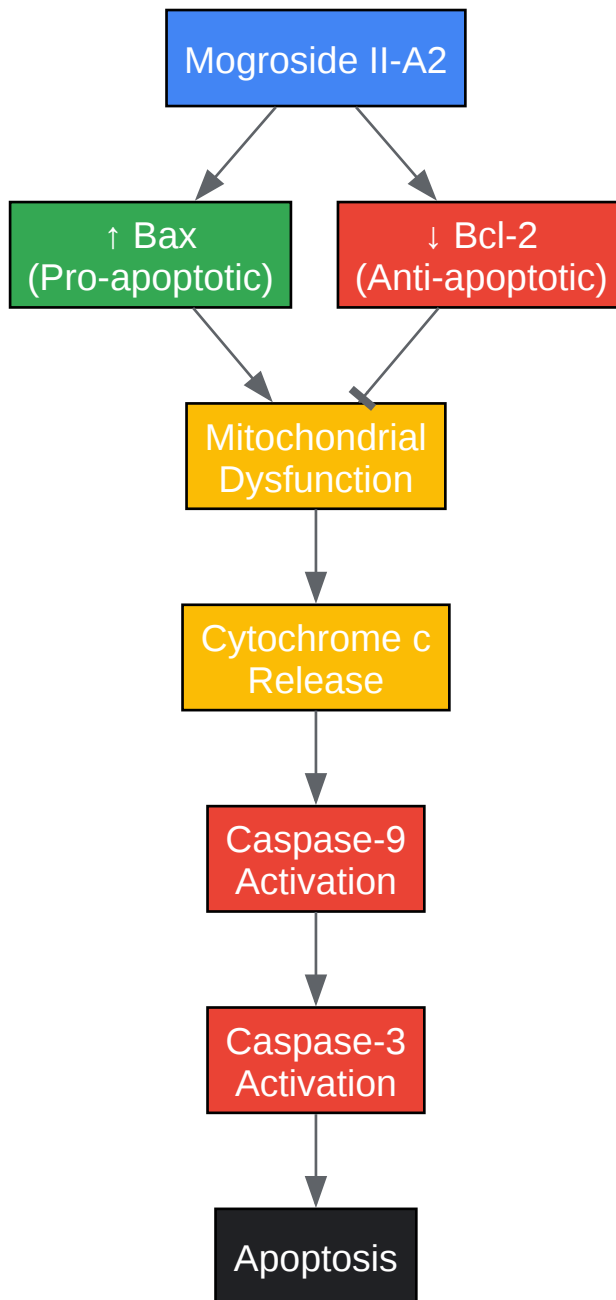 Mogroside II-A2
↑ Bax
(Pro-apoptotic)
↓ Bcl-2
(Anti-apoptotic)
Mitochondrial
Dysfunction
Cytochrome c
Release
Caspase-9
Activation
Caspase-3
Activation
Apoptosis